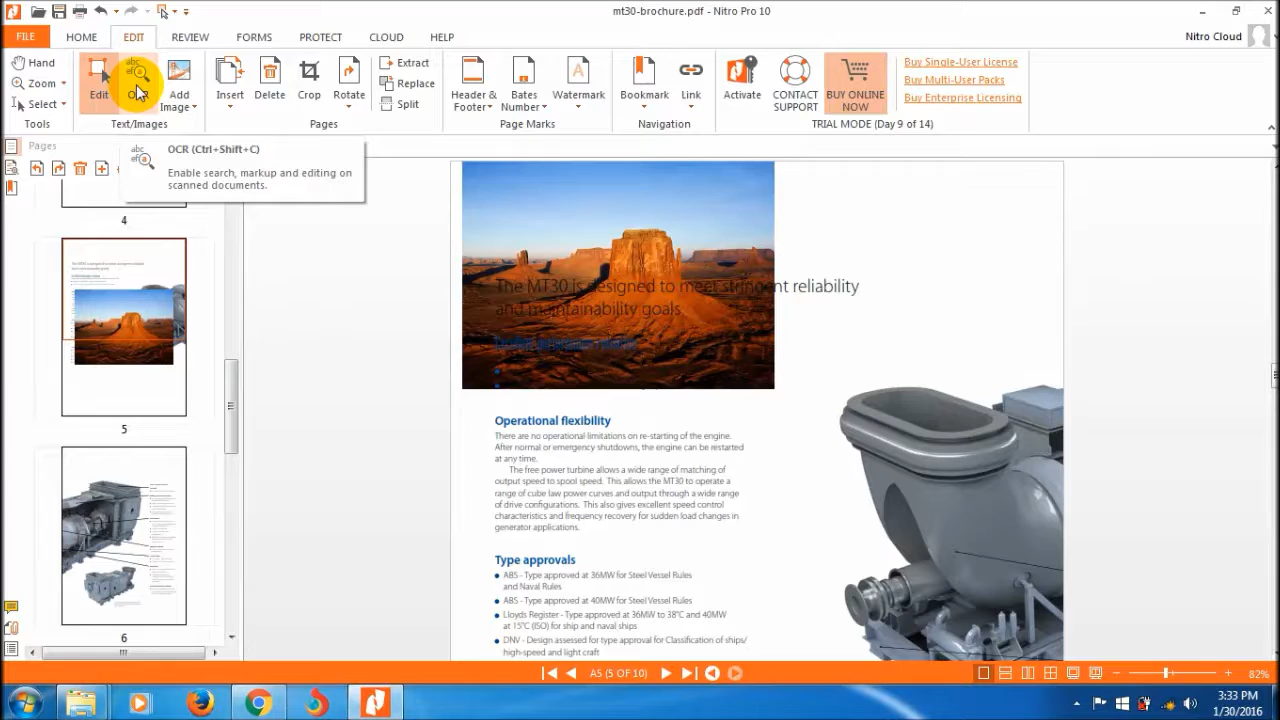 mt30-brochure.pdf - Nitro Pro 10
FILE
HOME
EDIT
REVIEW
FORMS
PROTECT
CLOUD
HELP
Nitro Cloud
Hand
Zoom
Select
Tools
Edit
OCR
Add
Image
Text/Images
Insert
Delete
Crop
Rotate
Extract
Replace
Split
Pages
Header &
Footer
Bates
Number
Watermark
Page Marks
Bookmark
Link
Navigation
Activate
CONTACT
SUPPORT
BUY ONLINE
NOW
Buy Single-User License
Buy Multi-User Packs
Buy Enterprise Licensing
TRIAL MODE (Day 9 of 14)
Pages
OCR (Ctrl+Shift+C)
Enable search, markup and editing on
scanned documents.
4
5
6
The MT30 is designed to meet stringent reliability
and maintainability goals.
Operational flexibility
There are no operational limitations on re-starting of the engine.
After normal or emergency shutdowns, the engine can be restarted
at any time.
The free power turbine allows a wide range of matching of
output speed to spool speed. This allows the MT30 to operate a
range of cube law power curves and output through a wide range
of drive configurations. This also gives excellent speed control
characteristics and frequency recovery for sudden load changes in
generator applications.
Type approvals
ABS - Type approved at 36MW for Steel Vessel Rules
and Naval Rules
ABS - Type approved at 40MW for Steel Vessel Rules
Lloyds Register - Type approved at 36MW to 38°C and 40MW
at 15°C (ISO) for ship and naval ships
DNV - Design assessed for type approval for Classification of ships/
high-speed and light craft
A5 (5 OF 10)
82%
3:33 PM
1/30/2016